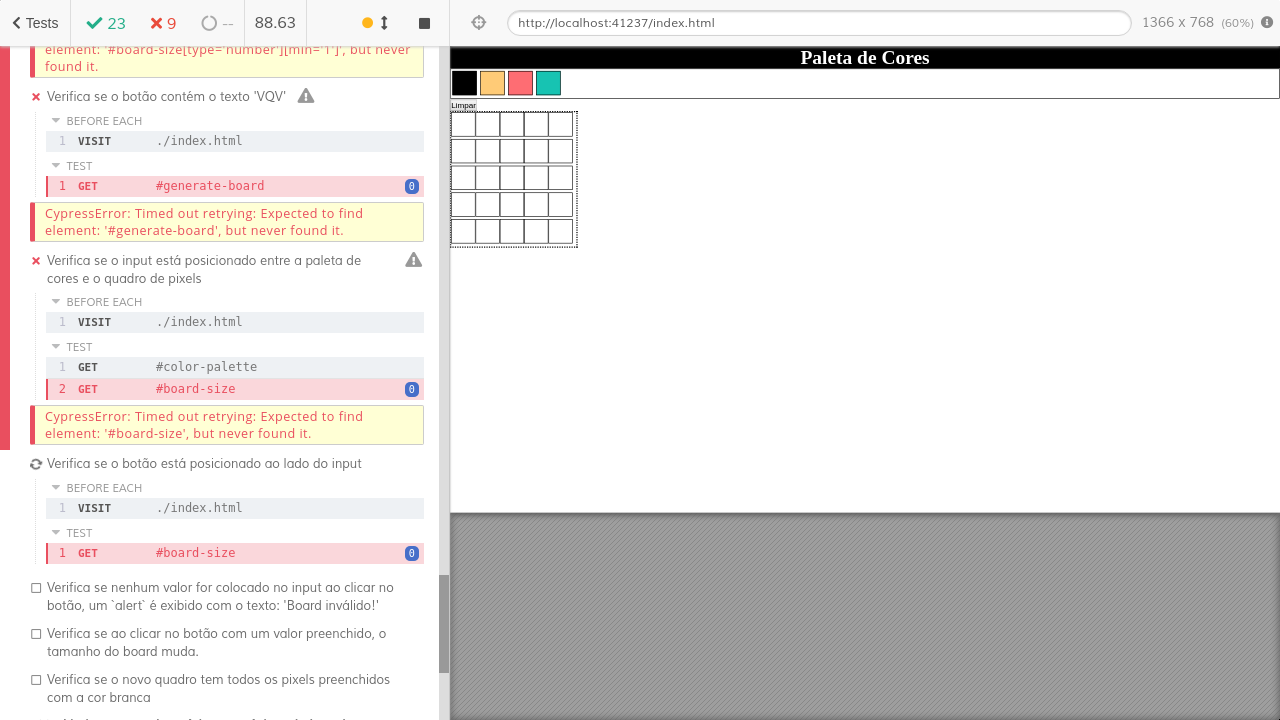 Tests 23 9 -- 88.63
http://localhost:41237/index.html 1366 x 768 (60%)
element: '#board-size[type='number'][min='1']', but never
found it.
Verifica se o botão contém o texto 'VQV'
BEFORE EACH
1 VISIT ./index.html
TEST
1 GET #generate-board 0
CypressError: Timed out retrying: Expected to find
element: '#generate-board', but never found it.
Verifica se o input está posicionado entre a paleta de
cores e o quadro de pixels
BEFORE EACH
1 VISIT ./index.html
TEST
1 GET #color-palette
2 GET #board-size 0
CypressError: Timed out retrying: Expected to find
element: '#board-size', but never found it.
Verifica se o botão está posicionado ao lado do input
BEFORE EACH
1 VISIT ./index.html
TEST
1 GET #board-size 0
Verifica se nenhum valor for colocado no input ao clicar no
botão, um `alert` é exibido com o texto: 'Board inválido!'
Verifica se ao clicar no botão com um valor preenchido, o
tamanho do board muda.
Verifica se o novo quadro tem todos os pixels preenchidos
com a cor branca
Paleta de Cores
Limpar